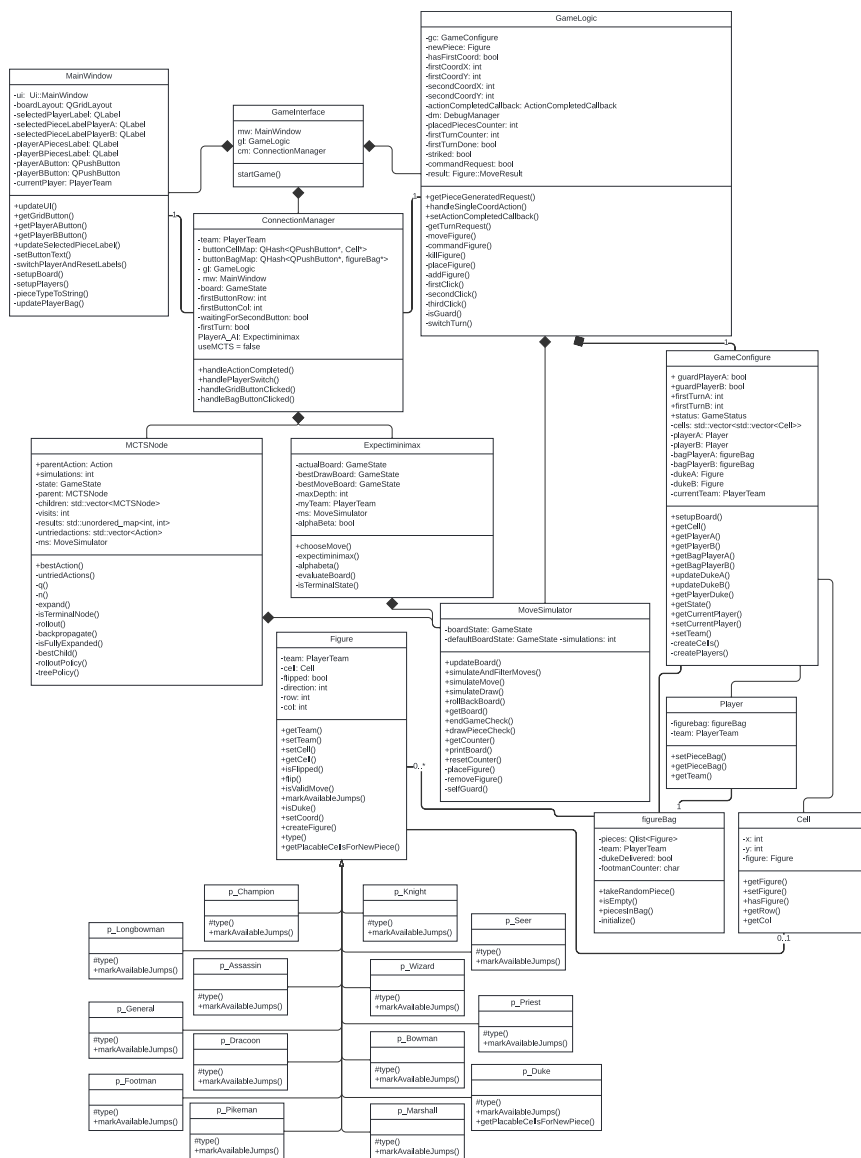 GameLogic
-gc: GameConfigure
-newPiece: Figure
-hasFirstCoord: bool
-firstCoordX: int
-firstCoordY: int
-secondCoordX: int
-secondCoordY: int
-actionCompletedCallback: ActionCompletedCallback
-dm: DebugManager
-placedPiecesCounter: int
-firstTurnCounter: int
-firstTurnDone: bool
-striked: bool
-commandRequest: bool
-result: Figure::MoveResult
+getPieceGeneratedRequest()
+handleSingleCoordAction()
+setActionCompletedCallback()
-getTurnRequest()
-moveFigure()
-commandFigure()
-killFigure()
-placeFigure()
-addFigure()
-firstClick()
-secondClick()
-thirdClick()
-isGuard()
-switchTurn()
MainWindow
-ui: Ui::MainWindow
-boardLayout: QGridLayout
-selectedPlayerLabel: QLabel
-selectedPieceLabelPlayerA: QLabel
-selectedPieceLabelPlayerB: QLabel
-playerAPiecesLabel: QLabel
-playerBPiecesLabel: QLabel
-playerAButton: QPushButton
-playerBButton: QPushButton
-currentPlayer: PlayerTeam
+updateUI()
+getGridButton()
+getPlayerAButton()
+getPlayerBButton()
+updateSelectedPieceLabel()
-setButtonText()
-switchPlayerAndResetLabels()
-setupBoard()
-setupPlayers()
-pieceTypeToString()
-updatePlayerBag()
GameInterface
mw: MainWindow
gl: GameLogic
cm: ConnectionManager
startGame()
1
1
ConnectionManager
-team: PlayerTeam
- buttonCellMap: QHash<QPushButton*, Cell*>
- buttonBagMap: QHash<QPushButton*, figureBag*>
- gl: GameLogic
- mw: MainWindow
-board: GameState
-firstButtonRow: int
-firstButtonCol: int
-waitingForSecondButton: bool
-firstTurn: bool
PlayerA_AI: Expectiminimax
useMCTS = false
+handleActionCompleted()
+handlePlayerSwitch()
-handleGridButtonClicked()
-handleBagButtonClicked()
1
GameConfigure
+ guardPlayerA: bool
+guardPlayerB: bool
+firstTurnA: int
+firstTurnB: int
+status: GameStatus
-cells: std::vector<std::vector<Cell>>
-playerA: Player
-playerB: Player
-bagPlayerA: figureBag
-bagPlayerB: figureBag
-dukeA: Figure
-dukeB: Figure
-currentTeam: PlayerTeam
+setupBoard()
+getCell()
+getPlayerA()
+getPlayerB()
+getBagPlayerA()
+getBagPlayerB()
+updateDukeA()
+updateDukeB()
+getPlayerDuke()
+getState()
+getCurrentPlayer()
+setCurrentPlayer()
+setTeam()
-createCells()
-createPlayers()
MCTSNode
+parentAction: Action
+simulations: int
-state: GameState
-parent: MCTSNode
-children: std::vector<MCTSNode>
-visits: int
-results: std::unordered_map<int, int>
-untriedactions: std::vector<Action>
-ms: MoveSimulator
+bestAction()
-untriedActions()
-q()
-n()
-expand()
-isTerminalNode()
-rollout()
-backpropagate()
-isFullyExpanded()
-bestChild()
-rolloutPolicy()
-treePolicy()
Expectiminimax
-actualBoard: GameState
-bestDrawBoard: GameState
-bestMoveBoard: GameState
-maxDepth: int
-myTeam: PlayerTeam
-ms: MoveSimulator
-alphaBeta: bool
+chooseMove()
-expectiminimax()
-alphabeta()
-evaluateBoard()
-isTerminalState()
MoveSimulator
-boardState: GameState
-defaultBoardState: GameState -simulations: int
+updateBoard()
+simulateAndFilterMoves()
+simulateMove()
+simulateDraw()
+rollBackBoard()
+getBoard()
+endGameCheck()
+drawPieceCheck()
+getCounter()
+printBoard()
+resetCounter()
-placeFigure()
-removeFigure()
-selfGuard()
Figure
-team: PlayerTeam
-cell: Cell
-flipped: bool
-direction: int
-row: int
-col: int
+getTeam()
+setTeam()
+setCell()
+getCell()
+isFlipped()
+flip()
+isValidMove()
+markAvailableJumps()
+isDuke()
+setCoord()
+createFigure()
+type()
+getPlacableCellsForNewPiece()
0..*
Player
-figurebag: figureBag
-team: PlayerTeam
+setPieceBag()
+getPieceBag()
+getTeam()
1
figureBag
-pieces: Qlist<Figure>
-team: PlayerTeam
-dukeDelivered: bool
-footmanCounter: char
+takeRandomPiece()
+isEmpty()
+piecesInBag()
-initialize()
Cell
-x: int
-y: int
-figure: Figure
+getFigure()
+setFigure()
+hasFigure()
+getRow()
+getCol
0..1
p_Champion
#type()
+markAvailableJumps()
p_Knight
#type()
+markAvailableJumps()
p_Longbowman
#type()
+markAvailableJumps()
p_Seer
#type()
+markAvailableJumps()
p_Assassin
#type()
+markAvailableJumps()
p_Wizard
#type()
+markAvailableJumps()
p_General
#type()
+markAvailableJumps()
p_Priest
#type()
+markAvailableJumps()
p_Dracoon
#type()
+markAvailableJumps()
p_Bowman
#type()
+markAvailableJumps()
p_Footman
#type()
+markAvailableJumps()
p_Duke
#type()
+markAvailableJumps()
+getPlacableCellsForNewPiece()
p_Pikeman
#type()
+markAvailableJumps()
p_Marshall
#type()
+markAvailableJumps()